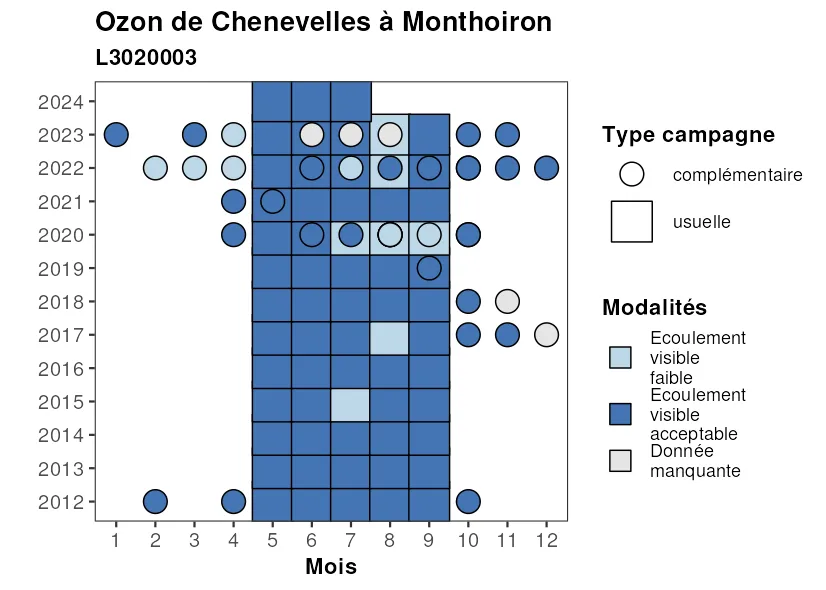 Ozon de Chenevelles à Monthoiron
L3020003
2024
2023
2022
2021
2020
2019
2018
2017
2016
2015
2014
2013
2012
1 2 3 4 5 6 7 8 9 10 11 12
Mois
Type campagne
complémentaire
usuelle
Modalités
Ecoulement
visible
faible
Ecoulement
visible
acceptable
Donnée
manquante